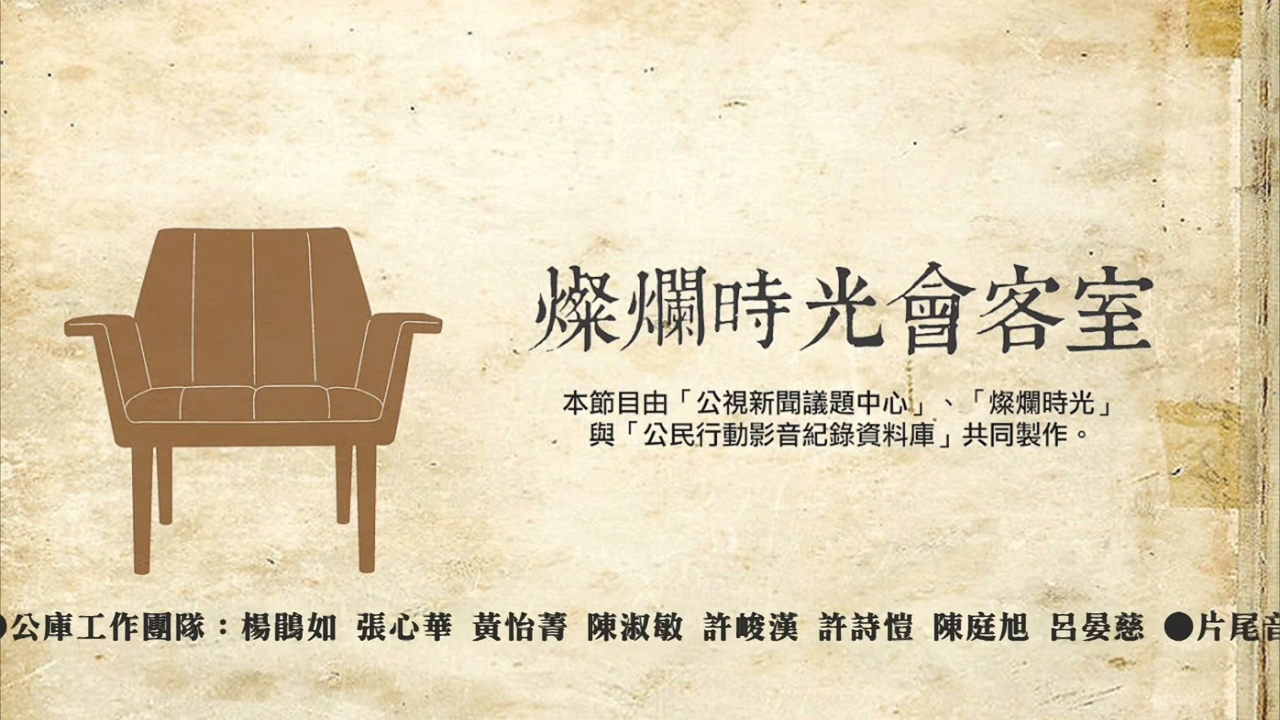 燦爛時光會客室
本節目由「公視新聞議題中心」、「燦爛時光」
與「公民行動影音紀錄資料庫」共同製作。
●公庫工作團隊：楊鵑如 張心華 黃怡菁 陳淑敏 許峻漢 許詩愷 陳庭旭 呂晏慈 ●片尾音